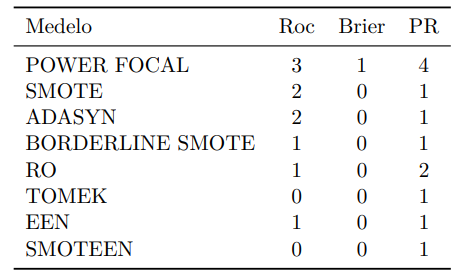 Medelo Roc Brier PR
POWER FOCAL 3 1 4
SMOTE 2 0 1
ADASYN 2 0 1
BORDERLINE SMOTE 1 0 1
RO 1 0 2
TOMEK 0 0 1
EEN 1 0 1
SMOTEEN 0 0 1